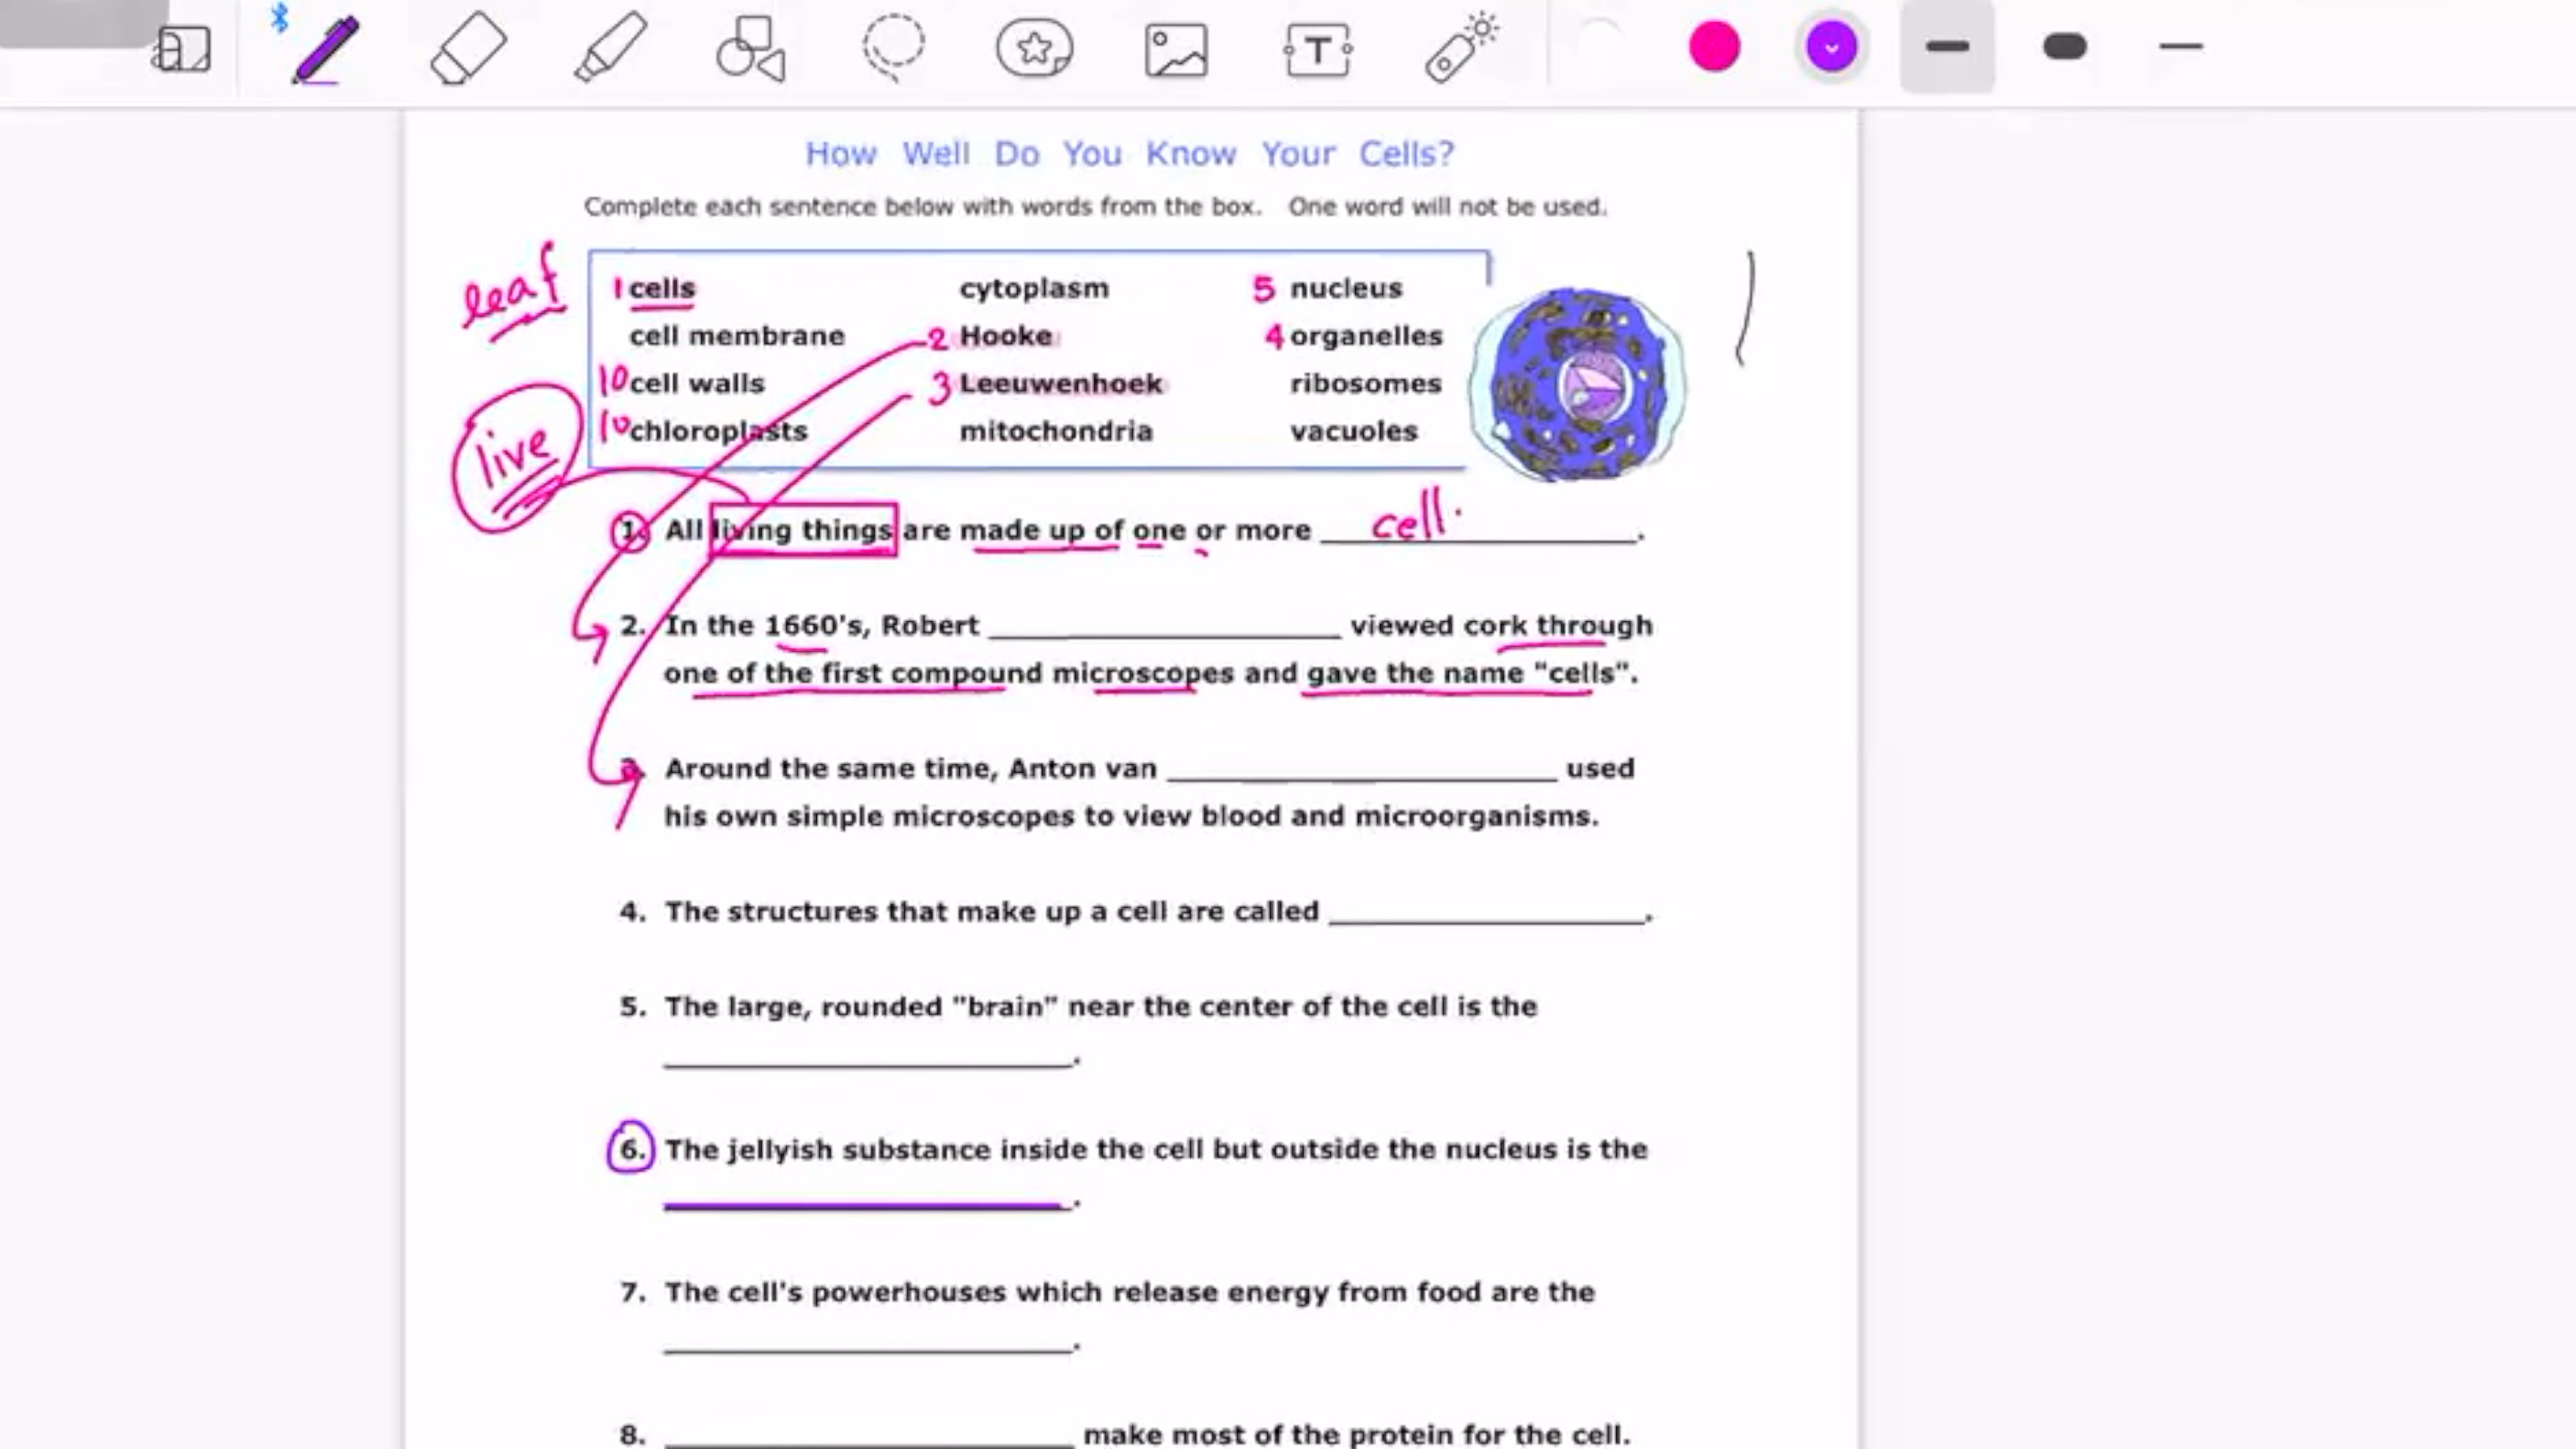 How Well Do You Know Your Cells?
Complete each sentence below with words from the box. One word will not be used.
leaf
1 cells cytoplasm 5 nucleus
cell membrane 2 Hooke 4 organelles
10 cell walls 3 Leeuwenhoek ribosomes
10 chloroplasts mitochondria vacuoles
live
1. All living things are made up of one or more cell.
2. In the 1660's, Robert ____________ viewed cork through
one of the first compound microscopes and gave the name "cells".
3. Around the same time, Anton van ____________ used
his own simple microscopes to view blood and microorganisms.
4. The structures that make up a cell are called ____________.
5. The large, rounded "brain" near the center of the cell is the
____________.
6. The jellyish substance inside the cell but outside the nucleus is the
____________.
7. The cell's powerhouses which release energy from food are the
____________.
8. ____________ make most of the protein for the cell.